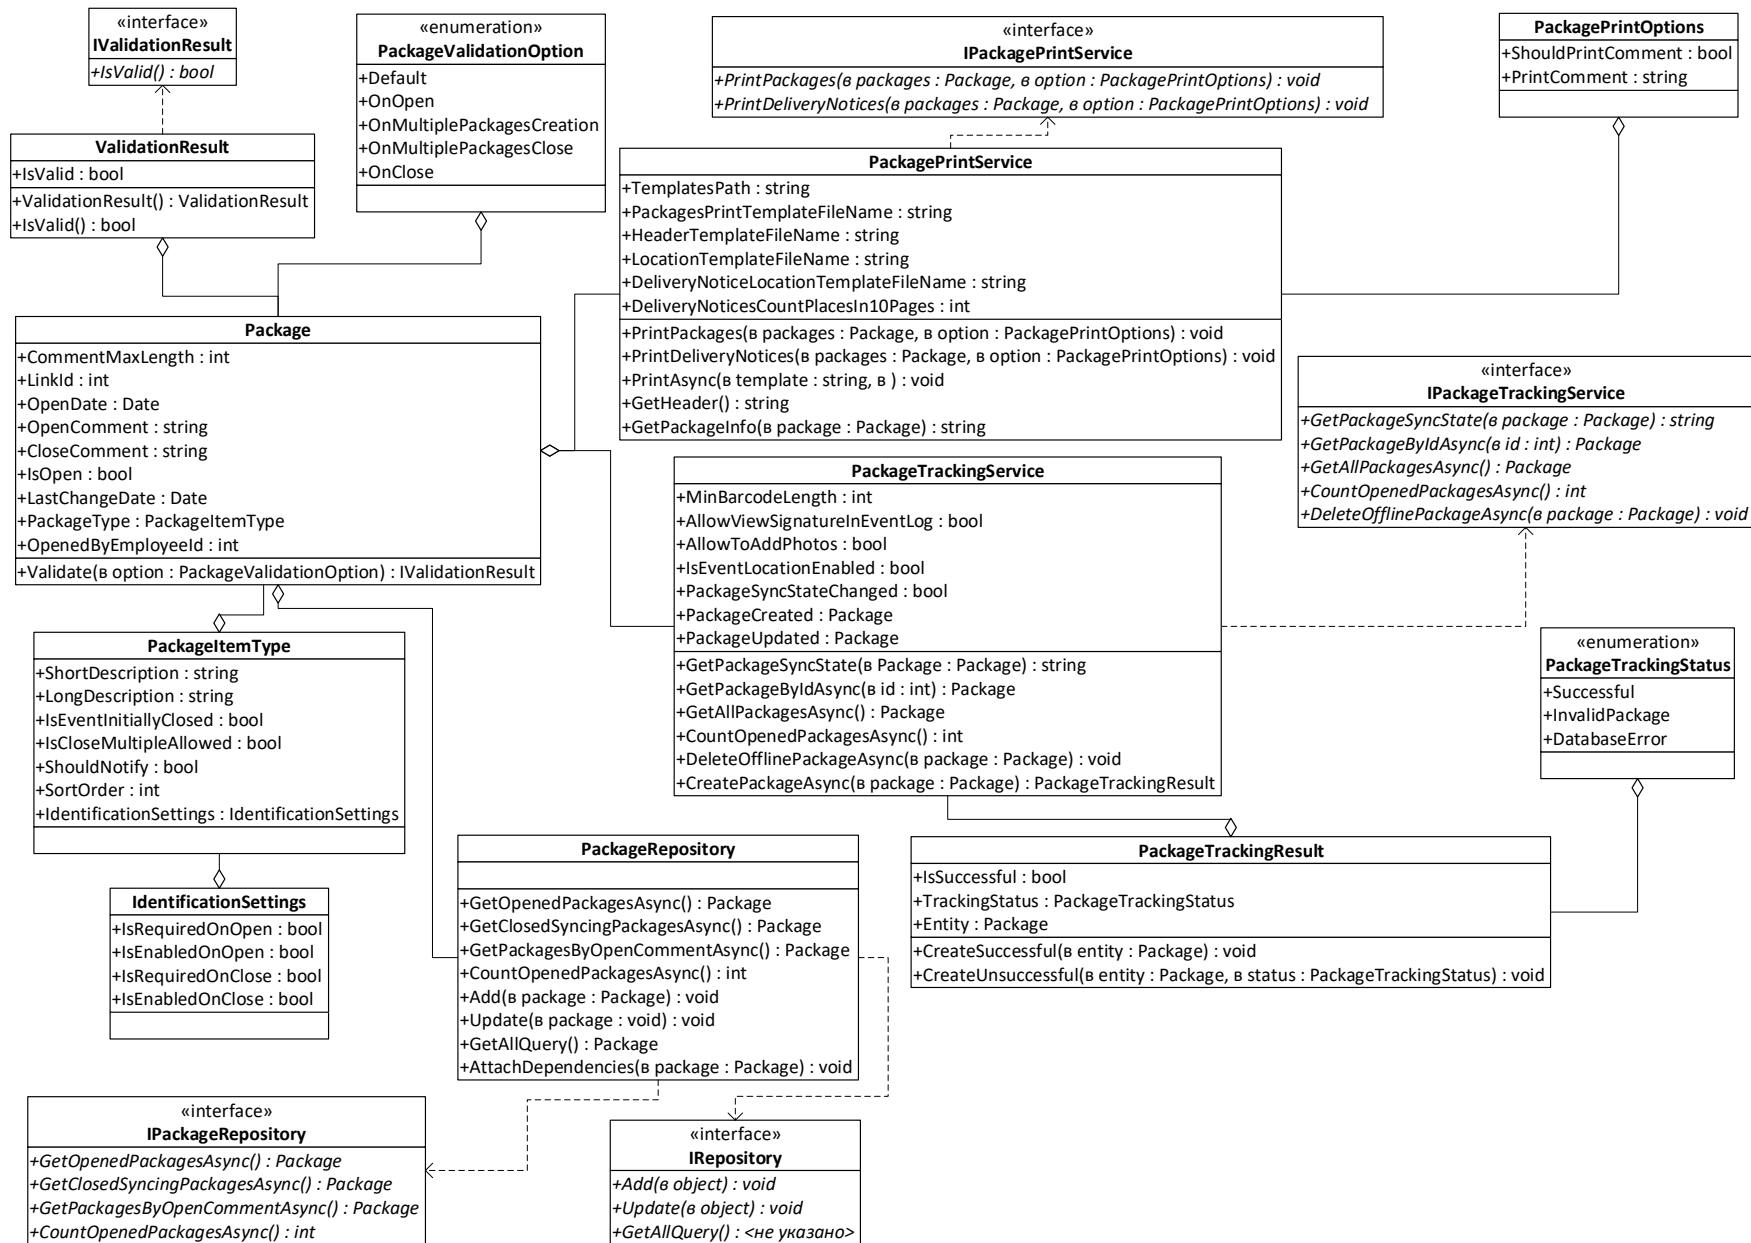 «interface»
IValidationResult
+IsValid() : bool
«enumeration»
PackageValidationOption
+Default
+OnOpen
+OnMultiplePackagesCreation
+OnMultiplePackagesClose
+OnClose
«interface»
IPackagePrintService
+PrintPackages(в packages : Package, в option : PackagePrintOptions) : void
+PrintDeliveryNotices(в packages : Package, в option : PackagePrintOptions) : void
PackagePrintOptions
+ShouldPrintComment : bool
+PrintComment : string
ValidationResult
+IsValid : bool
+ValidationResult() : ValidationResult
+IsValid() : bool
PackagePrintService
+TemplatesPath : string
+PackagesPrintTemplateFileName : string
+HeaderTemplateFileName : string
+LocationTemplateFileName : string
+DeliveryNoticeLocationTemplateFileName : string
+DeliveryNoticesCountPlacesIn10Pages : int
+PrintPackages(в packages : Package, в option : PackagePrintOptions) : void
+PrintDeliveryNotices(в packages : Package, в option : PackagePrintOptions) : void
+PrintAsync(в template : string, в ) : void
+GetHeader() : string
+GetPackageInfo(в package : Package) : string
Package
+CommentMaxLength : int
+LinkId : int
+OpenDate : Date
+OpenComment : string
+CloseComment : string
+IsOpen : bool
+LastChangeDate : Date
+PackageType : PackageItemType
+OpenedByEmployeeId : int
+Validate(в option : PackageValidationOption) : IValidationResult
«interface»
IPackageTrackingService
+GetPackageSyncState(в package : Package) : string
+GetPackageByIdAsync(в id : int) : Package
+GetAllPackagesAsync() : Package
+CountOpenedPackagesAsync() : int
+DeleteOfflinePackageAsync(в package : Package) : void
PackageTrackingService
+MinBarcodeLength : int
+AllowViewSignatureInEventLog : bool
+AllowToAddPhotos : bool
+IsEventLocationEnabled : bool
+PackageSyncStateChanged : bool
+PackageCreated : Package
+PackageUpdated : Package
+GetPackageSyncState(в Package : Package) : string
+GetPackageByIdAsync(в id : int) : Package
+GetAllPackagesAsync() : Package
+CountOpenedPackagesAsync() : int
+DeleteOfflinePackageAsync(в package : Package) : void
+CreatePackageAsync(в package : Package) : PackageTrackingResult
PackageItemType
+ShortDescription : string
+LongDescription : string
+IsEventInitiallyClosed : bool
+IsCloseMultipleAllowed : bool
+ShouldNotify : bool
+SortOrder : int
+IdentificationSettings : IdentificationSettings
«enumeration»
PackageTrackingStatus
+Successful
+InvalidPackage
+DatabaseError
PackageRepository
+GetOpenedPackagesAsync() : Package
+GetClosedSyncingPackagesAsync() : Package
+GetPackagesByOpenCommentAsync() : Package
+CountOpenedPackagesAsync() : int
+Add(в package : Package) : void
+Update(в package : void) : void
+GetAllQuery() : Package
+AttachDependencies(в package : Package) : void
PackageTrackingResult
+IsSuccessful : bool
+TrackingStatus : PackageTrackingStatus
+Entity : Package
+CreateSuccessful(в entity : Package) : void
+CreateUnsuccessful(в entity : Package, в status : PackageTrackingStatus) : void
IdentificationSettings
+IsRequiredOnOpen : bool
+IsEnabledOnOpen : bool
+IsRequiredOnClose : bool
+IsEnabledOnClose : bool
«interface»
IPackageRepository
+GetOpenedPackagesAsync() : Package
+GetClosedSyncingPackagesAsync() : Package
+GetPackagesByOpenCommentAsync() : Package
+CountOpenedPackagesAsync() : int
«interface»
IRepository
+Add(в object) : void
+Update(в object) : void
+GetAllQuery() : <не указано>